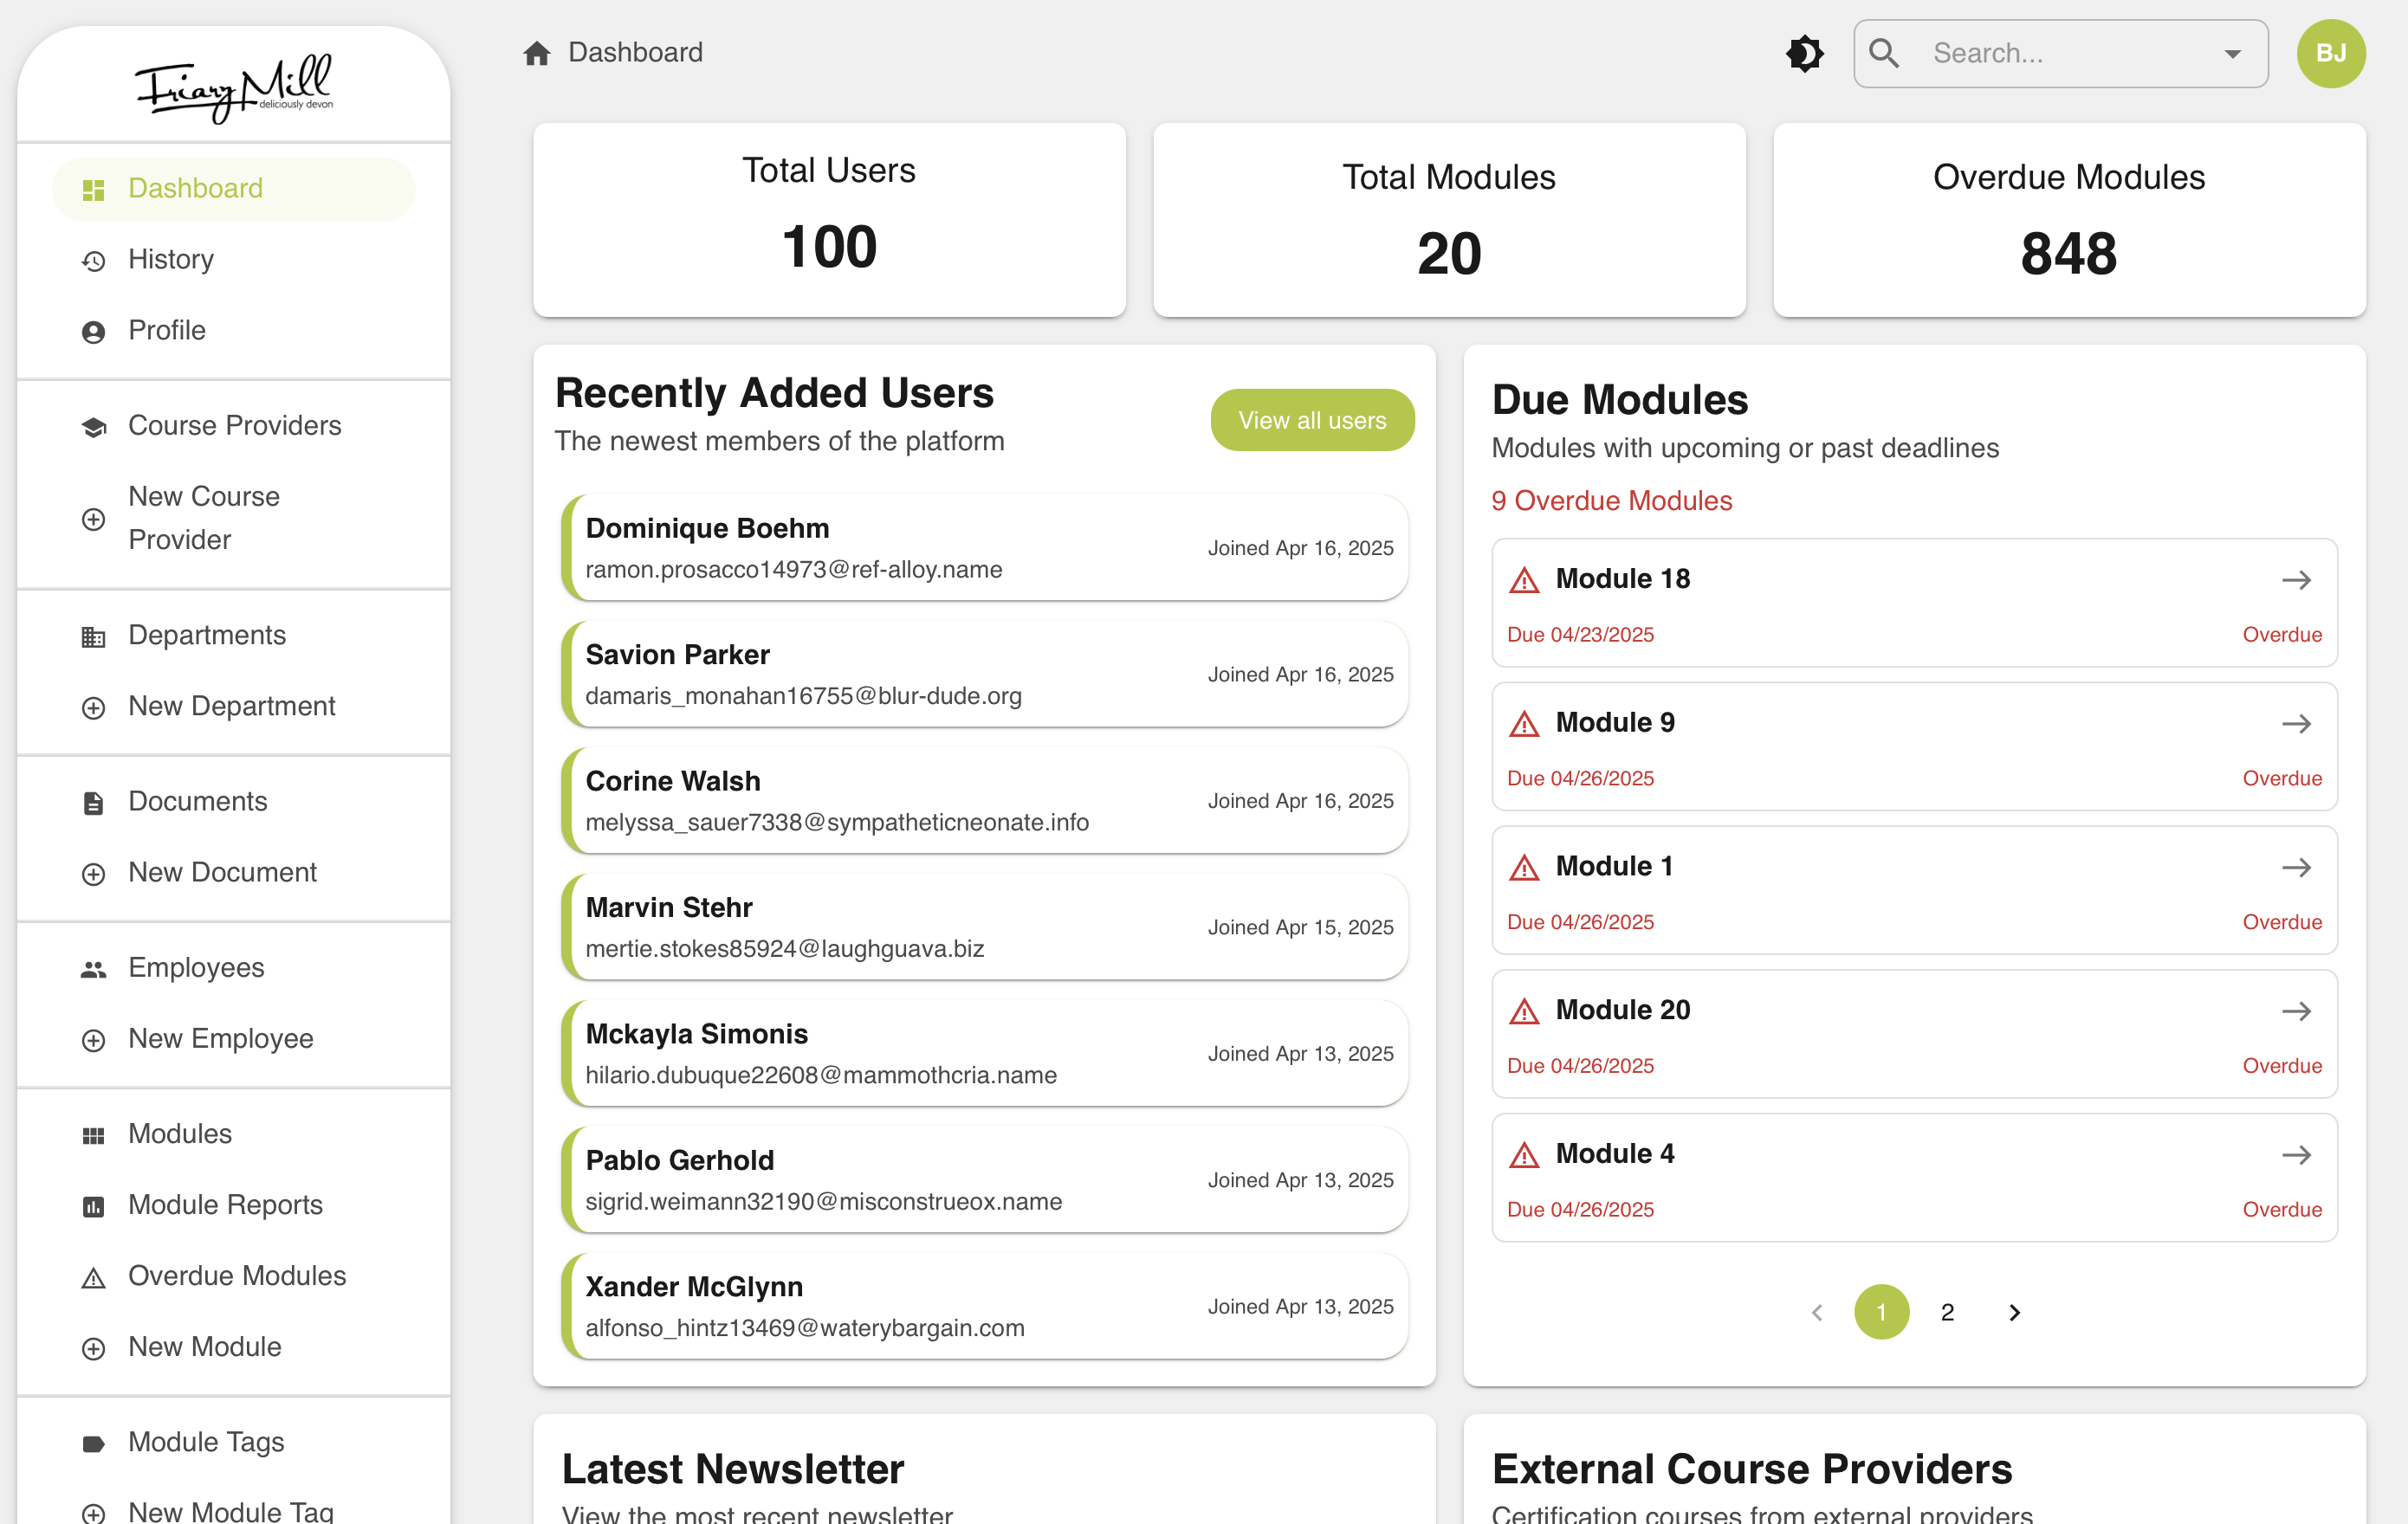 Friary Mill
deliciously devon
Dashboard
History
Profile
Course Providers
New Course
Provider
Departments
New Department
Documents
New Document
Employees
New Employee
Modules
Module Reports
Overdue Modules
New Module
Module Tags
New Module Tag
Dashboard
Search...
BJ
Total Users
100
Total Modules
20
Overdue Modules
848
Recently Added Users
The newest members of the platform
View all users
Dominique Boehm
ramon.prosacco14973@ref-alloy.name
Joined Apr 16, 2025
Savion Parker
damaris_monahan16755@blur-dude.org
Joined Apr 16, 2025
Corine Walsh
melyssa_sauer7338@sympatheticneonate.info
Joined Apr 16, 2025
Marvin Stehr
mertie.stokes85924@laughguava.biz
Joined Apr 15, 2025
Mckayla Simonis
hilario.dubuque22608@mammothcria.name
Joined Apr 13, 2025
Pablo Gerhold
sigrid.weimann32190@misconstrueox.name
Joined Apr 13, 2025
Xander McGlynn
alfonso_hintz13469@waterybargain.com
Joined Apr 13, 2025
Due Modules
Modules with upcoming or past deadlines
9 Overdue Modules
Module 18
Due 04/23/2025
Overdue
Module 9
Due 04/26/2025
Overdue
Module 1
Due 04/26/2025
Overdue
Module 20
Due 04/26/2025
Overdue
Module 4
Due 04/26/2025
Overdue
1 2
Latest Newsletter
View the most recent newsletter
External Course Providers
Certification courses from external providers